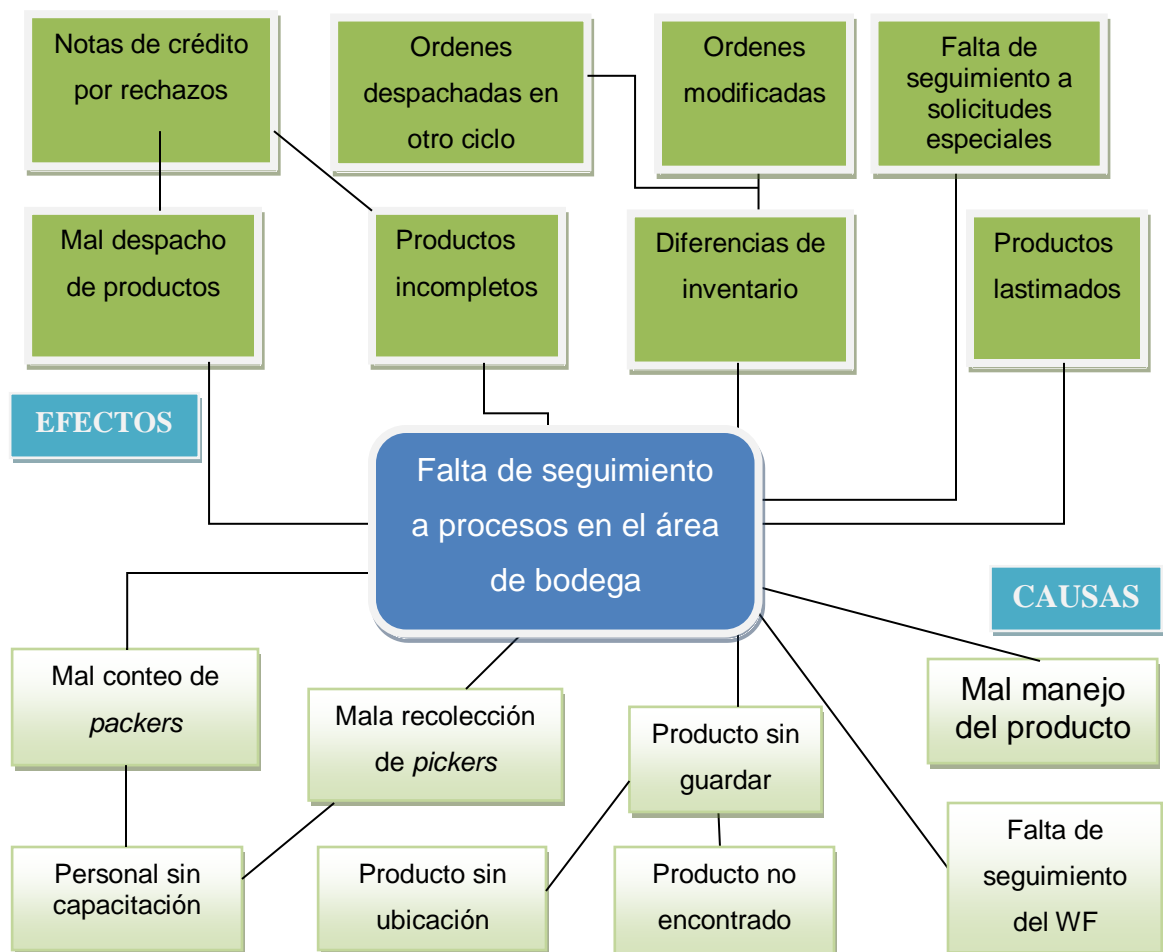 Notas de crédito
por rechazos
Ordenes
despachadas en
otro ciclo
Ordenes
modificadas
Falta de
seguimiento a
solicitudes
especiales
Mal despacho
de productos
Productos
incompletos
Diferencias de
inventario
Productos
lastimados
EFECTOS
Falta de seguimiento
a procesos en el área
de bodega
CAUSAS
Mal conteo de
packers
Mala recolección
de pickers
Producto sin
guardar
Mal manejo
del producto
Personal sin
capacitación
Producto sin
ubicación
Producto no
encontrado
Falta de
seguimiento
del WF